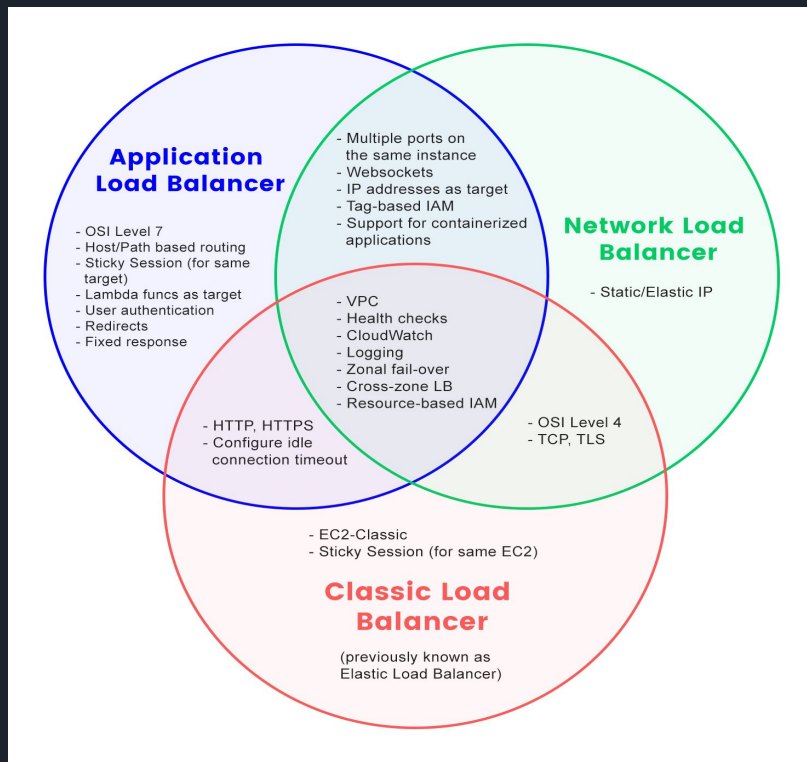 Application
Load Balancer
- OSI Level 7
- Host/Path based routing
- Sticky Session (for same
target)
- Lambda funcs as target
- User authentication
- Redirects
- Fixed response
- Multiple ports on
the same instance
- Websockets
- IP addresses as target
- Tag-based IAM
- Support for containerized
applications
Network Load
Balancer
- Static/Elastic IP
- VPC
- Health checks
- CloudWatch
- Logging
- Zonal fail-over
- Cross-zone LB
- Resource-based IAM
- HTTP, HTTPS
- Configure idle
connection timeout
- OSI Level 4
- TCP, TLS
- EC2-Classic
- Sticky Session (for same EC2)
Classic Load
Balancer
(previously known as
Elastic Load Balancer)